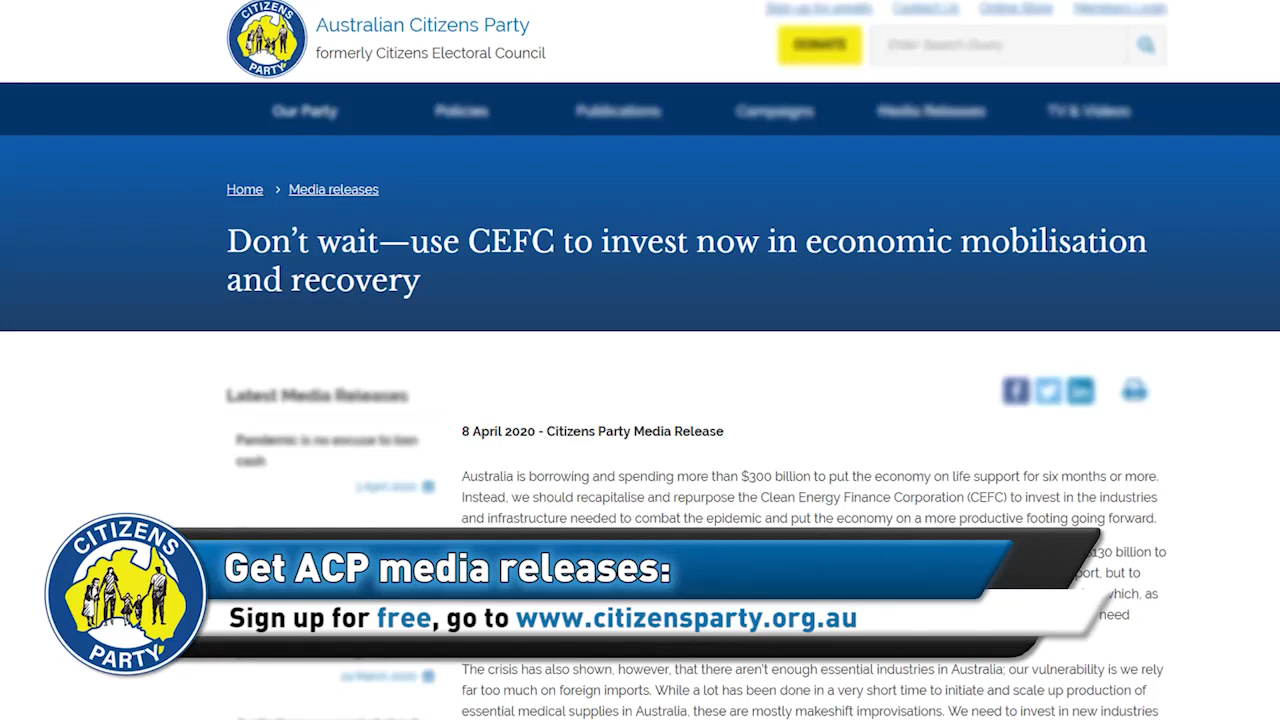 CITIZENS
PARTY
Australian Citizens Party
formerly Citizens Electoral Council
Sign up for emails Contact Us Online Store Members Login
DONATE Enter Search Query
Our Party Policies Publications Campaigns Media Releases TV & Videos
Home › Media releases
Don’t wait—use CEFC to invest now in economic mobilisation
and recovery
Latest Media Releases
Pandemic is no excuse to ban
cash
8 April 2020 - Citizens Party Media Release
Australia is borrowing and spending more than $300 billion to put the economy on life support for six months or more.
Instead, we should recapitalise and repurpose the Clean Energy Finance Corporation (CEFC) to invest in the industries
and infrastructure needed to combat the epidemic and put the economy on a more productive footing going forward.
$130 billion to
but to
which, as
need
CITIZENS
PARTY
Get ACP media releases:
Sign up for free, go to www.citizensparty.org.au
The crisis has also shown, however, that there aren’t enough essential industries in Australia; our vulnerability is we rely
far too much on foreign imports. While a lot has been done in a very short time to initiate and scale up production of
essential medical supplies in Australia, these are mostly makeshift improvisations. We need to invest in new industries